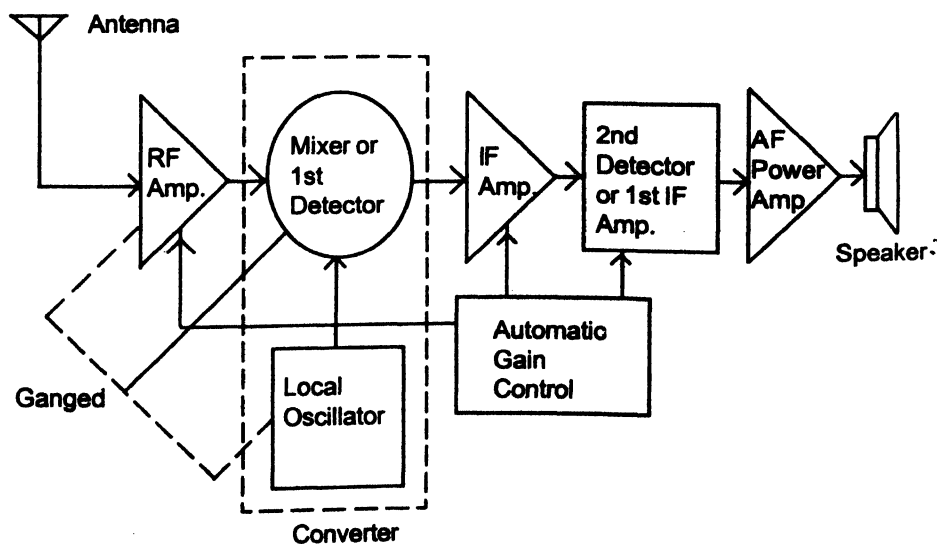 Antenna
RF
Amp.
Mixer or
1st
Detector
IF
Amp.
2nd
Detector
or 1st IF
Amp.
AF
Power
Amp
Speaker
Automatic
Gain
Control
Ganged
Local
Oscillator
Converter